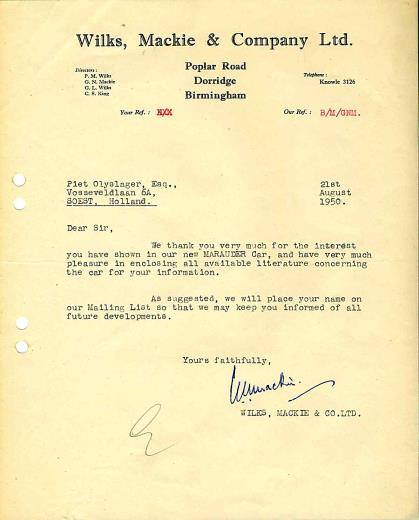 Wilks, Mackie & Company Ltd.
Poplar Road
Dorridge
Birmingham
Directors :
P. M. Wilks
G. N. Mackie
G. L. Wilks
C. S. King
Telephone :
Knowle 3126
Your Ref. :
Our Ref. : B/M/GNM.
Piet Olyslager, Esq.,
Vosseveldlaan 6A,
SOEST, Holland.
21st
August
1950.
Dear Sir,
We thank you very much for the interest
you have shown in our new MARAUDER Car, and have very much
pleasure in enclosing all available literature concerning
the car for your information.
As suggested, we will place your name on
our Mailing List so that we may keep you informed of all
future developments.
Yours faithfully,
WILKS, MACKIE & CO.LTD.